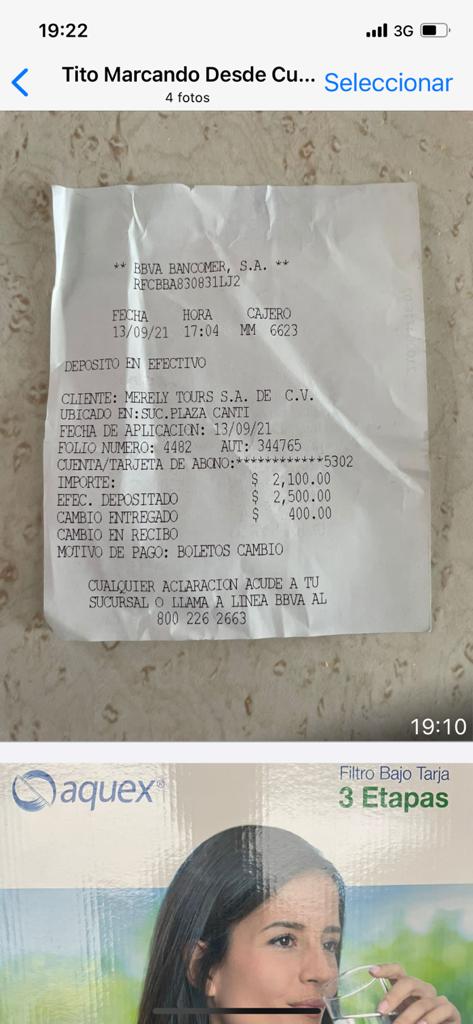 19:22
3G
Tito Marcando Desde Cu...
Seleccionar
4 fotos
** BBVA BANCOMER, S.A. **
RFCBBA830831LJ2
FECHA HORA CAJERO
13/09/21 17:04 MM 6623
DEPOSITO EN EFECTIVO
CLIENTE: MERELY TOURS S.A. DE C.V.
UBICADO EN:SUC.PLAZA CANTI
FECHA DE APLICACION: 13/09/21
FOLIO NUMERO: 4482 AUT: 344765
CUENTA/TARJETA DE ABONO:************5302
IMPORTE: $ 2,100.00
EFEC. DEPOSITADO $ 2,500.00
CAMBIO ENTREGADO $ 400.00
CAMBIO EN RECIBO
MOTIVO DE PAGO: BOLETOS CAMBIO
CUALQUIER ACLARACION ACUDE A TU
SUCURSAL O LLAMA A LINEA BBVA AL
800 226 2663
19:10
aquex®
Filtro Bajo Tarja
3 Etapas